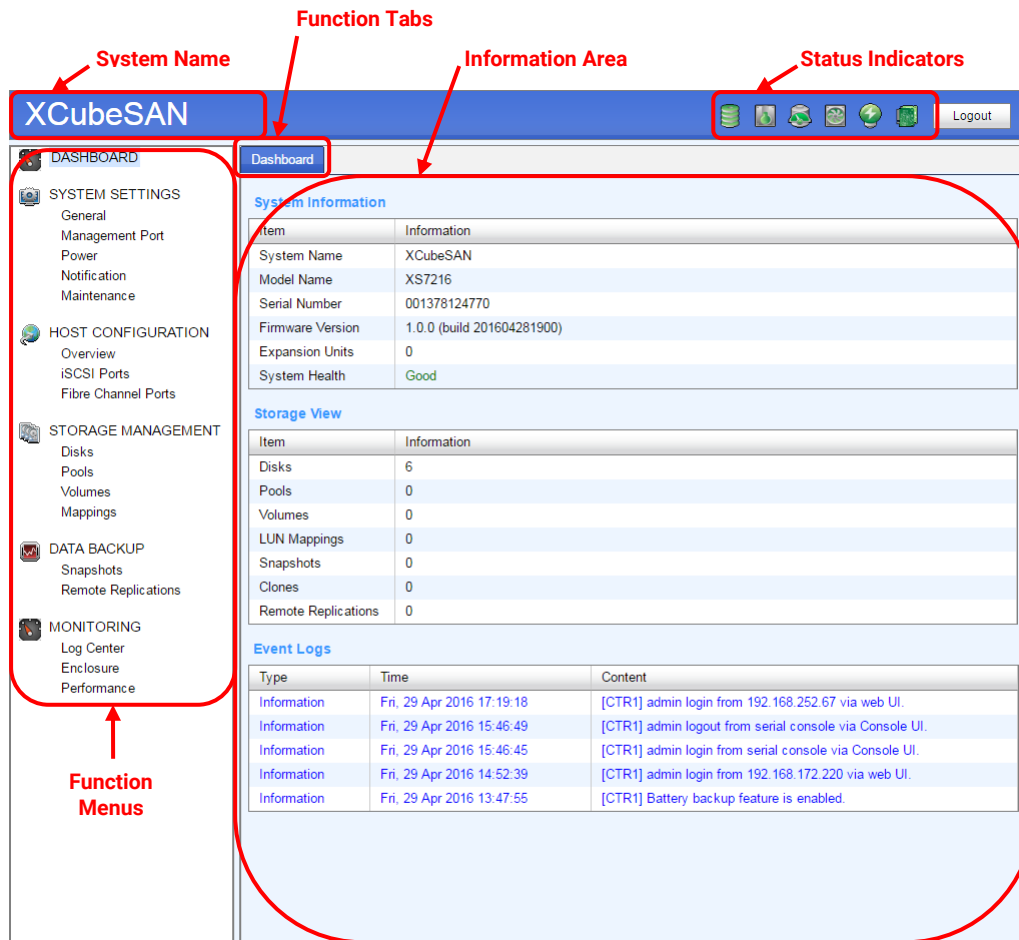 Function Tabs
System Name
Information Area
Status Indicators
XCubeSAN
Logout
DASHBOARD
SYSTEM SETTINGS
General
Management Port
Power
Notification
Maintenance
HOST CONFIGURATION
Overview
iSCSI Ports
Fibre Channel Ports
STORAGE MANAGEMENT
Disks
Pools
Volumes
Mappings
DATA BACKUP
Snapshots
Remote Replications
MONITORING
Log Center
Enclosure
Performance
Function
Menus
Dashboard
System Information
Item Information
System Name XCubeSAN
Model Name XS7216
Serial Number 001378124770
Firmware Version 1.0.0 (build 201604281900)
Expansion Units 0
System Health Good
Storage View
Item Information
Disks 6
Pools 0
Volumes 0
LUN Mappings 0
Snapshots 0
Clones 0
Remote Replications 0
Event Logs
Type Time Content
Information Fri, 29 Apr 2016 17:19:18 [CTR1] admin login from 192.168.252.67 via web UI.
Information Fri, 29 Apr 2016 15:46:49 [CTR1] admin logout from serial console via Console UI.
Information Fri, 29 Apr 2016 15:46:45 [CTR1] admin login from serial console via Console UI.
Information Fri, 29 Apr 2016 14:52:39 [CTR1] admin login from 192.168.172.220 via web UI.
Information Fri, 29 Apr 2016 13:47:55 [CTR1] Battery backup feature is enabled.